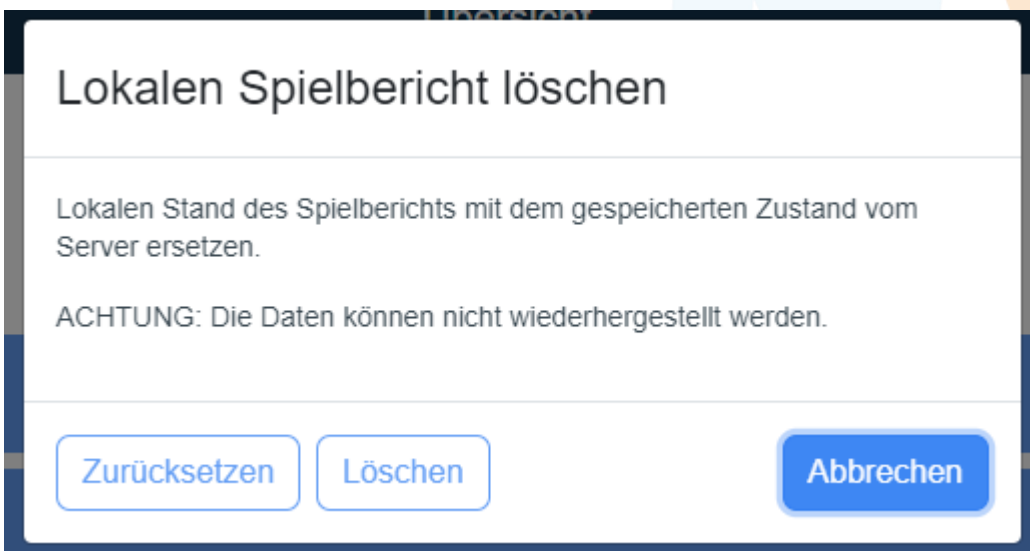 Übersicht
Lokalen Spielbericht löschen
Lokalen Stand des Spielberichts mit dem gespeicherten Zustand vom
Server ersetzen.
ACHTUNG: Die Daten können nicht wiederhergestellt werden.
Zurücksetzen
Löschen
Abbrechen